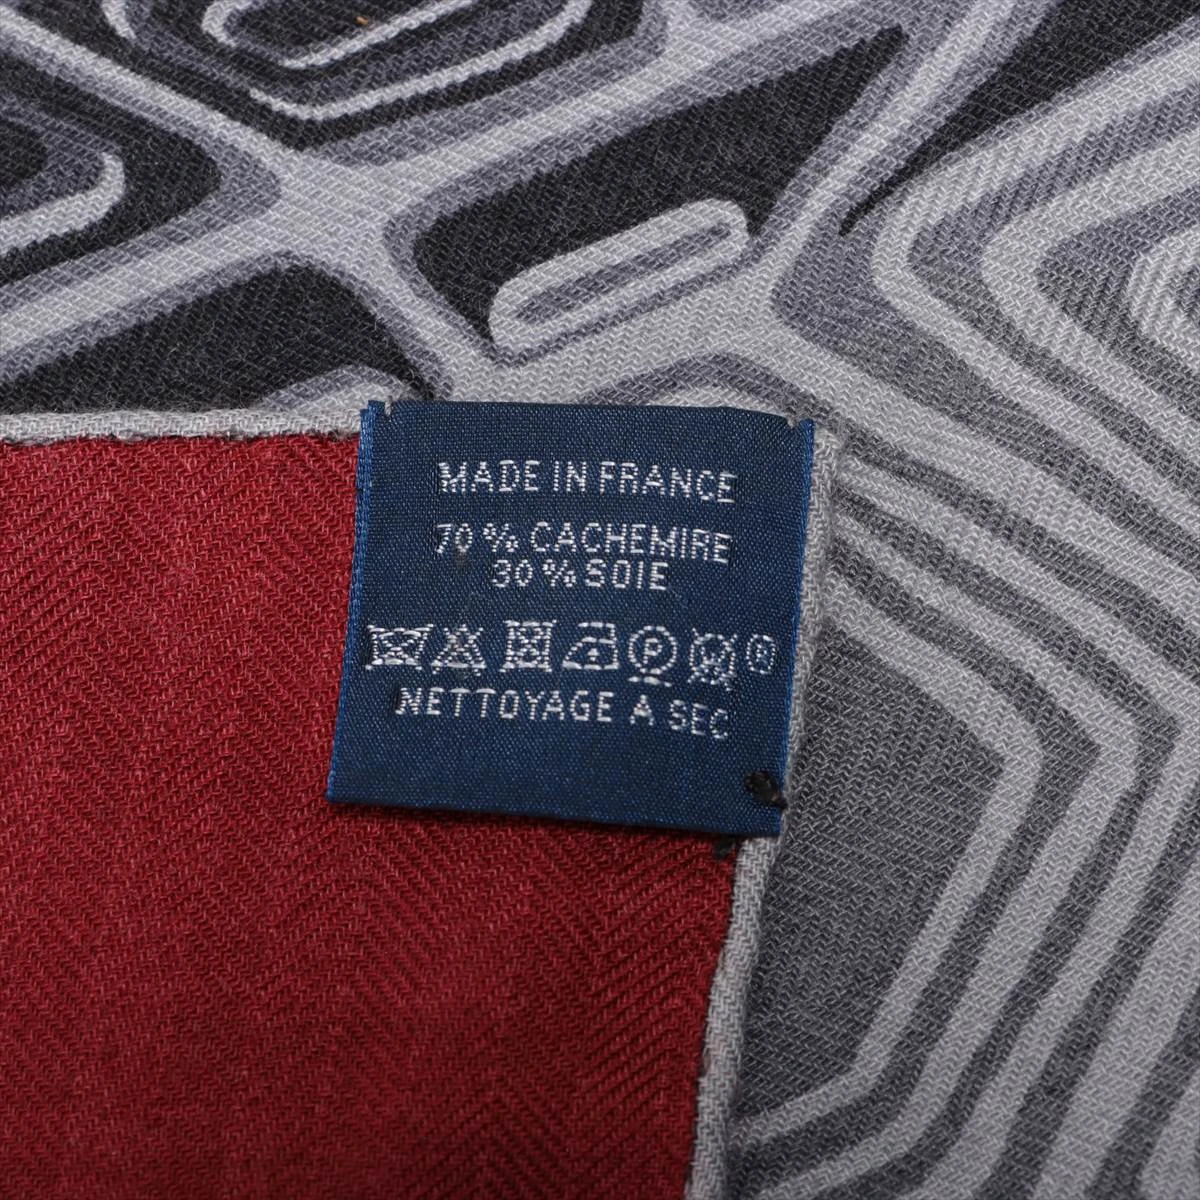 MADE IN FRANCE
70 % CACHEMIRE
30 % SOIE
P ®
NETTOYAGE A SEC